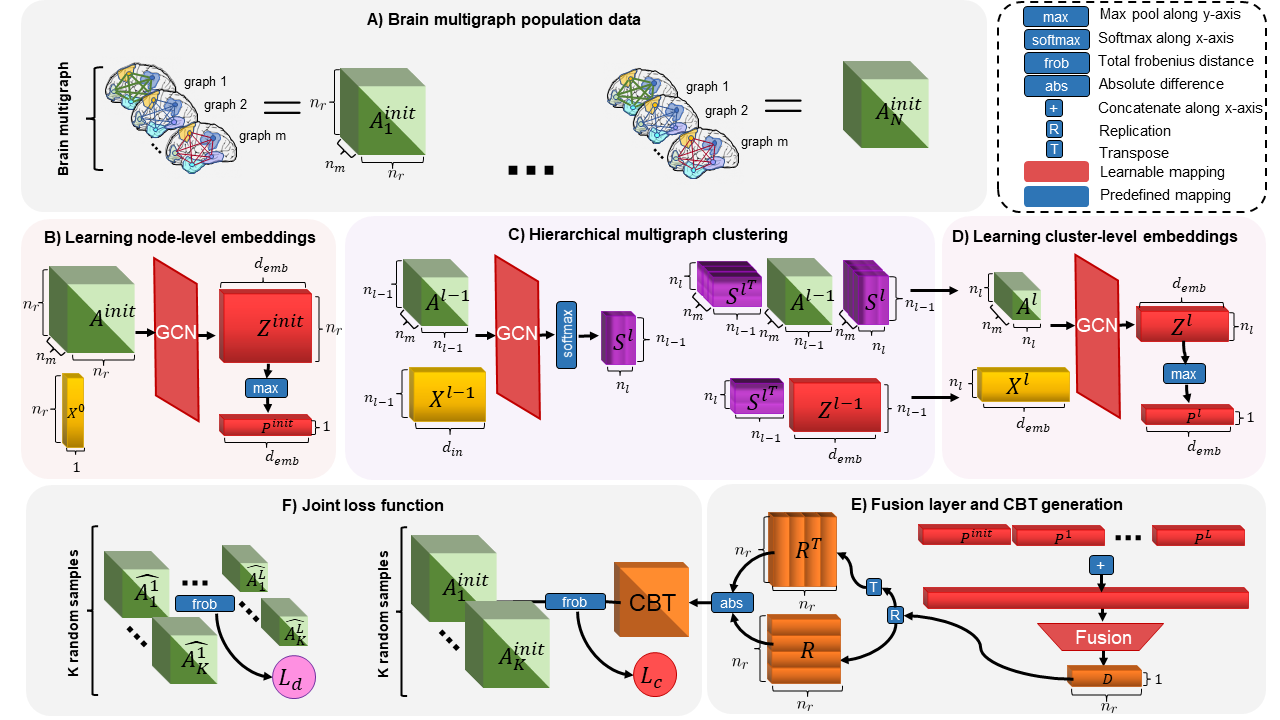 A) Brain multigraph population data
Brain multigraph
graph 1
graph 2
graph m
n_r
A_1^{init}
n_m
n_r
graph 1
graph 2
graph m
A_N^{init}
max Max pool along y-axis
softmax Softmax along x-axis
frob Total frobenius distance
abs Absolute difference
+ Concatenate along x-axis
R Replication
T Transpose
Learnable mapping
Predefined mapping
B) Learning node-level embeddings
n_r
A^{init}
n_m
n_r
n_r
X^0
1
GCN
d_{emb}
Z^{init}
n_r
max
P^{init}
1
d_{emb}
C) Hierarchical multigraph clustering
n_{l-1}
A^{l-1}
n_m
n_{l-1}
n_{l-1}
X^{l-1}
d_{in}
GCN
softmax
S^l
n_{l-1}
n_l
n_l
S^{l^T}
n_m
n_{l-1}
A^{l-1}
n_m
n_{l-1}
S^l
n_{l-1}
n_m
n_l
n_l
S^{l^T}
n_{l-1}
Z^{l-1}
n_{l-1}
d_{emb}
D) Learning cluster-level embeddings
n_l
A^l
n_m
n_l
n_l
X^l
d_{emb}
GCN
d_{emb}
Z^l
n_l
max
P^l
1
d_{emb}
F) Joint loss function
K random samples
\widehat{A_1^1}
\widehat{A_1^L}
frob
\widehat{A_K^1}
\widehat{A_K^L}
L_d
K random samples
A_1^{init}
A_K^{init}
frob
CBT
L_c
E) Fusion layer and CBT generation
P^{init}
P^1
P^L
+
Fusion
D
1
n_r
R
T
n_r
R^T
n_r
abs
n_r
R
n_r